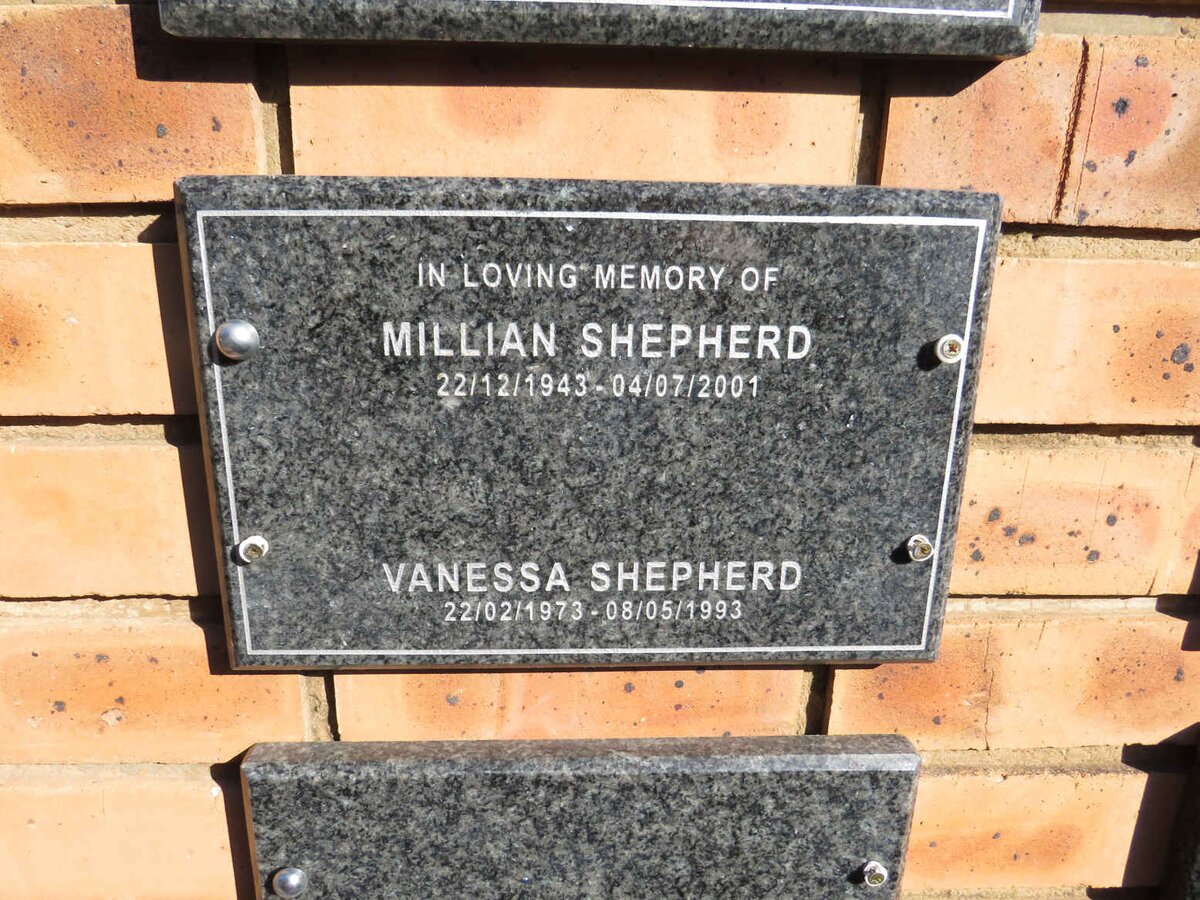 IN LOVING MEMORY OF
MILLIAN SHEPHERD
22/12/1943 - 04/07/2001
VANESSA SHEPHERD
22/02/1973 - 08/05/1993